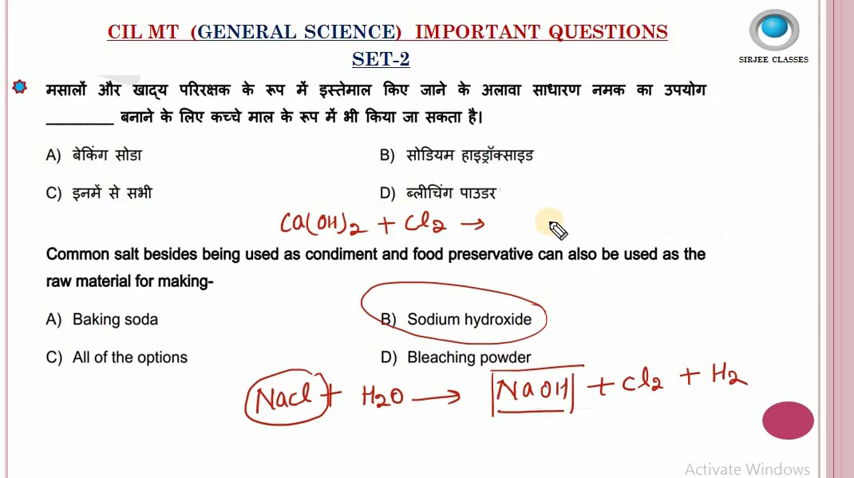 CIL MT (GENERAL SCIENCE) IMPORTANT QUESTIONS
SET-2
SIRJEE CLASSES
मसालों और खाद्य परिरक्षक के रूप में इस्तेमाल किए जाने के अलावा साधारण नमक का उपयोग
________ बनाने के लिए कच्चे माल के रूप में भी किया जा सकता है।
A) बेकिंग सोडा B) सोडियम हाइड्रॉक्साइड
C) इनमें से सभी D) ब्लीचिंग पाउडर
Ca(OH)2 + Cl2 →
Common salt besides being used as condiment and food preservative can also be used as the
raw material for making-
A) Baking soda B) Sodium hydroxide
C) All of the options D) Bleaching powder
NaCl + H2O → NaOH + Cl2 + H2
Activate Windows